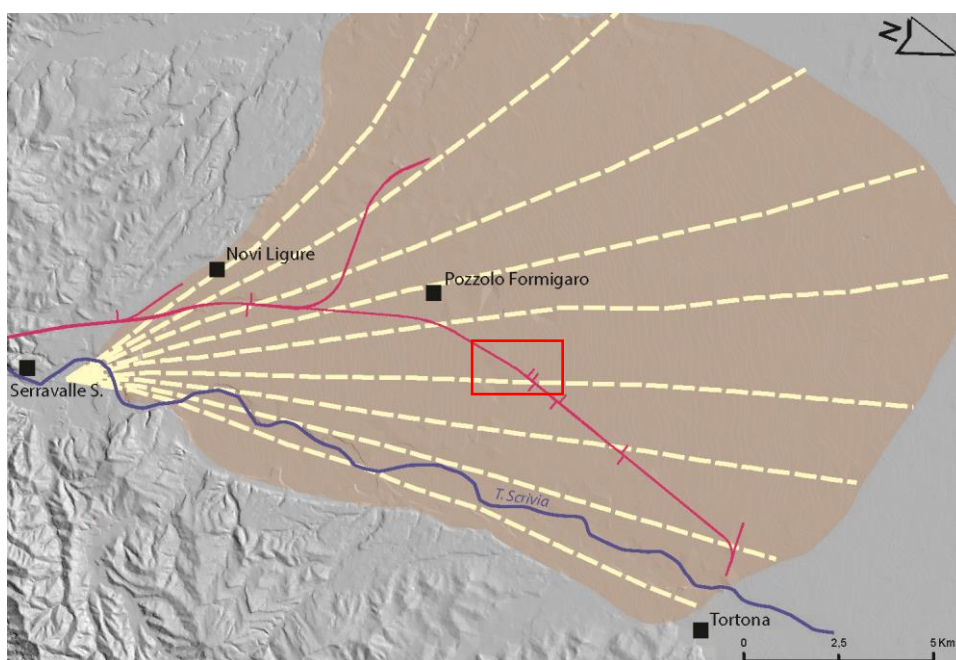 N
Novi Ligure
Pozzolo Formigaro
Serravalle S.
T. Scrivia
Tortona
0 2,5 5 Km